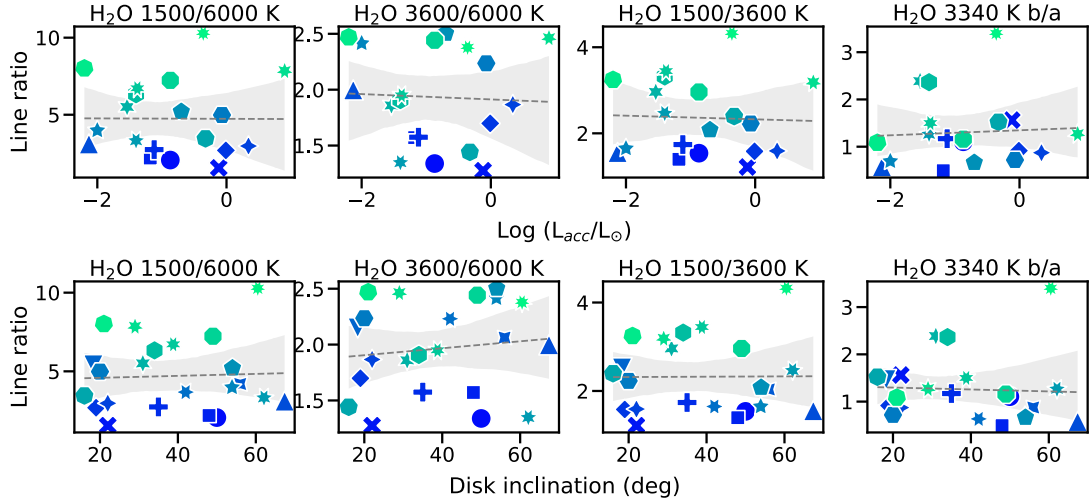 H₂O 1500/6000 K H₂O 3600/6000 K H₂O 1500/3600 K H₂O 3340 K b/a
Line ratio
10
5
2.5
2.0
1.5
4
2
3
2
1
−2 0 −2 0 −2 0 −2 0
Log (L_acc/L_⊙)
H₂O 1500/6000 K H₂O 3600/6000 K H₂O 1500/3600 K H₂O 3340 K b/a
Line ratio
10
5
2.5
2.0
1.5
4
2
3
2
1
20 40 60 20 40 60 20 40 60 20 40 60
Disk inclination (deg)